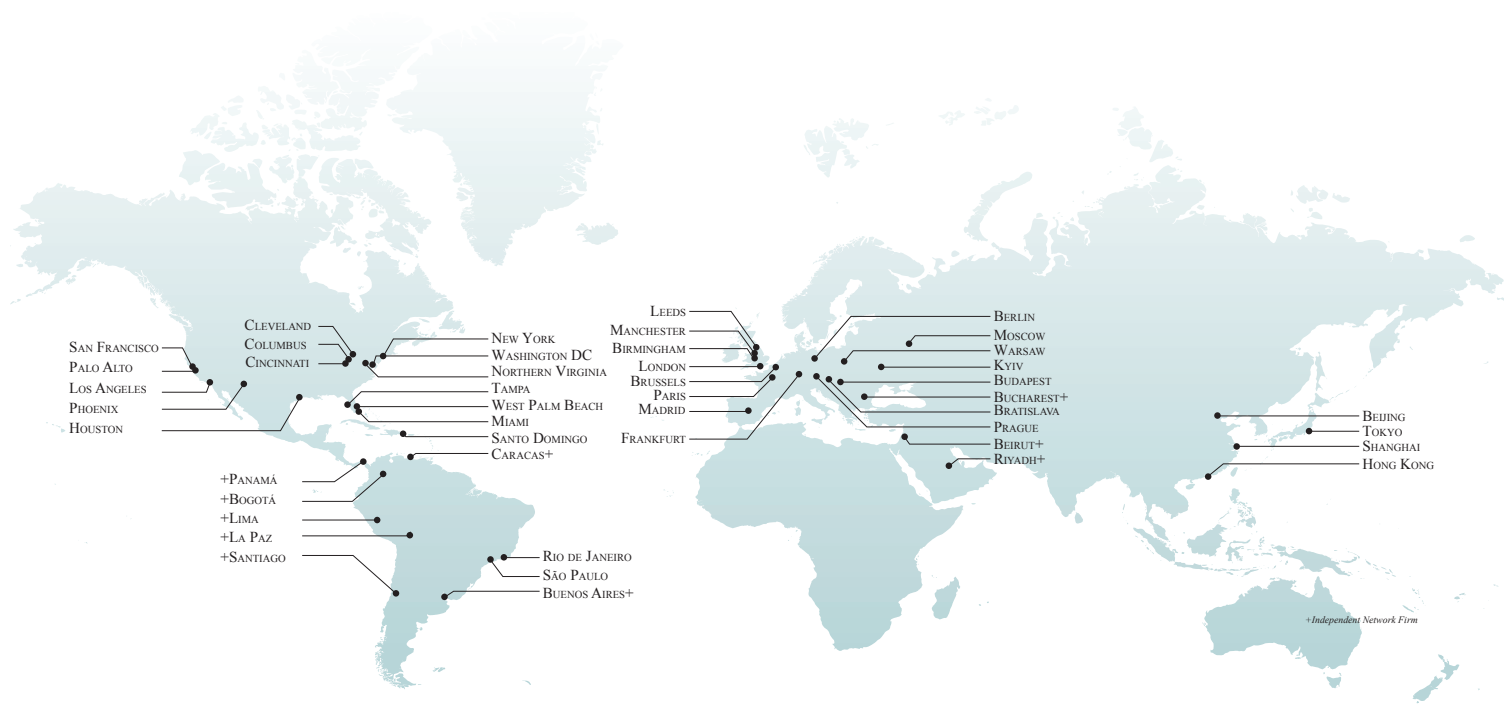 San Francisco
Palo Alto
Los Angeles
Phoenix
Houston
Cleveland
Columbus
Cincinnati
New York
Washington DC
Northern Virginia
Tampa
West Palm Beach
Miami
Santo Domingo
Caracas+
+Panamá
+Bogotá
+Lima
+La Paz
+Santiago
Rio de Janeiro
São Paulo
Buenos Aires+
Leeds
Manchester
Birmingham
London
Brussels
Paris
Madrid
Frankfurt
Berlin
Moscow
Warsaw
Kyiv
Budapest
Bucharest+
Bratislava
Prague
Beirut+
Riyadh+
Beijing
Tokyo
Shanghai
Hong Kong
+Independent Network Firm